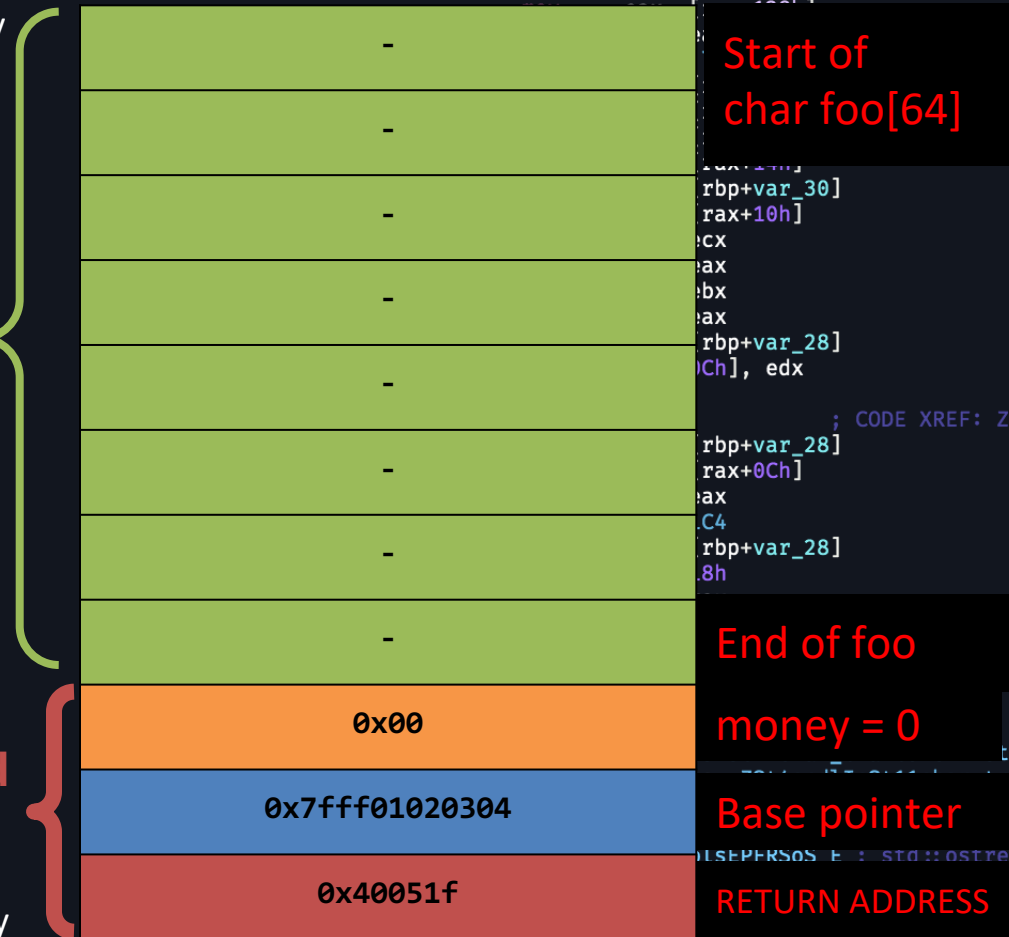 -
-
-
-
-
-
-
-
0x00
0x7fff01020304
0x40051f
Start of
char foo[64]
rbp+var_30]
rax+10h]
ecx
eax
ebx
eax
rbp+var_28]
0Ch], edx
; CODE XREF: Z
rbp+var_28]
rax+0Ch]
eax
C4
rbp+var_28]
8h
End of foo
money = 0
Base pointer
RETURN ADDRESS